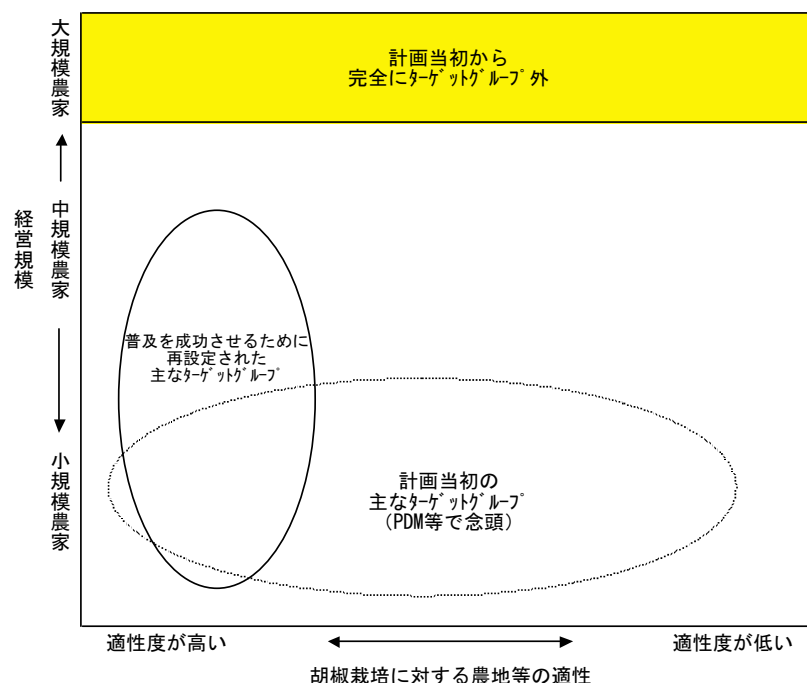 計画当初から
完全にﾀｰｹﾞｯﾄｸﾞﾙｰﾌﾟ外
大規模農家
中規模農家
経営規模
小規模農家
普及を成功させるために
再設定された
主なﾀｰｹﾞｯﾄｸﾞﾙｰﾌﾟ
計画当初の
主なﾀｰｹﾞｯﾄｸﾞﾙｰﾌﾟ
(PDM等で念頭)
適性度が高い
適性度が低い
胡椒栽培に対する農地等の適性